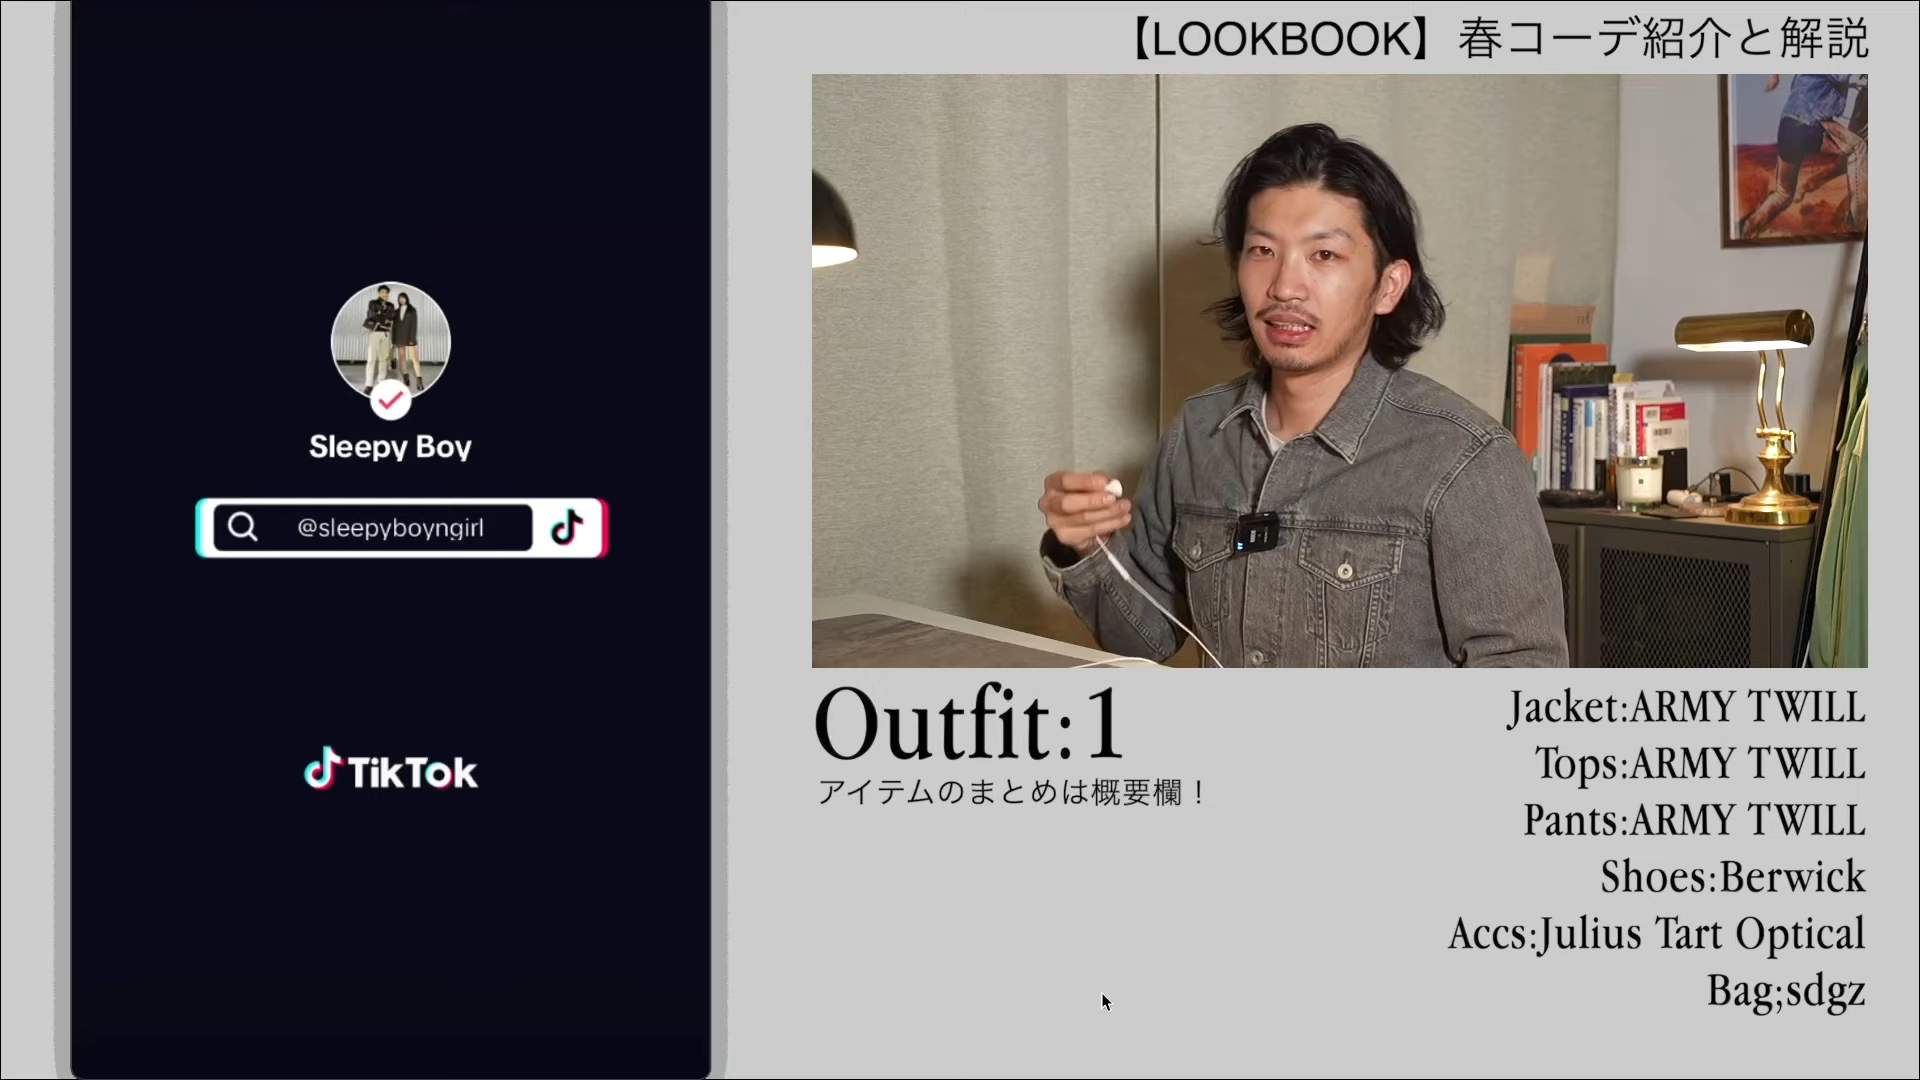 【LOOKBOOK】春コーデ紹介と解説
Sleepy Boy
@sleepyboyngirl
TikTok
Outfit:1
アイテムのまとめは概要欄！
Jacket:ARMY TWILL
Tops:ARMY TWILL
Pants:ARMY TWILL
Shoes:Berwick
Accs:Julius Tart Optical
Bag;sdgz